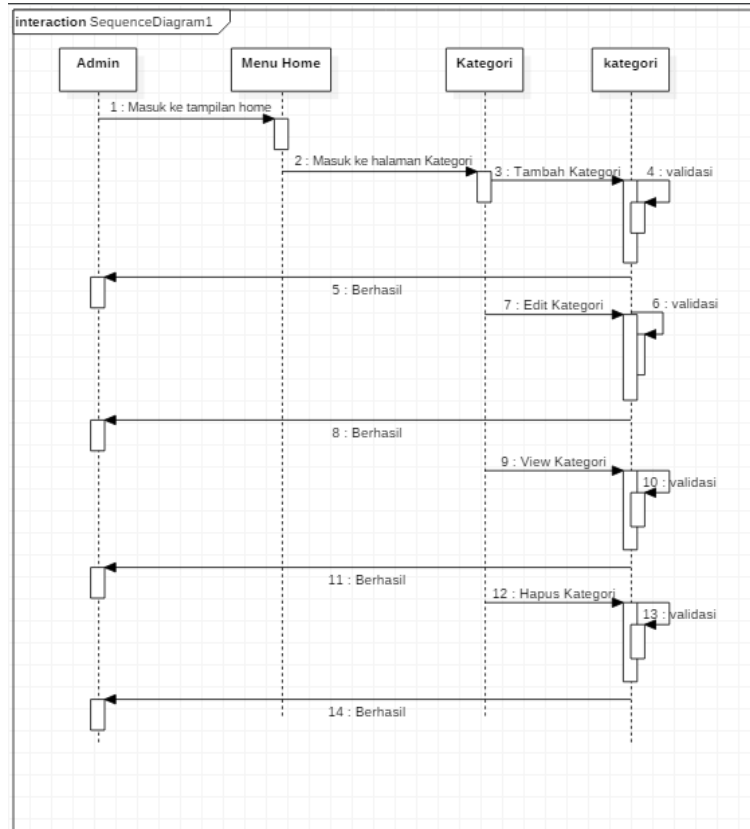 interaction SequenceDiagram1
Admin
Menu Home
Kategori
kategori
1 : Masuk ke tampilan home
2 : Masuk ke halaman Kategori
3 : Tambah Kategori
4 : validasi
5 : Berhasil
6 : validasi
7 : Edit Kategori
8 : Berhasil
9 : View Kategori
10 : validasi
11 : Berhasil
12 : Hapus Kategori
13 : validasi
14 : Berhasil